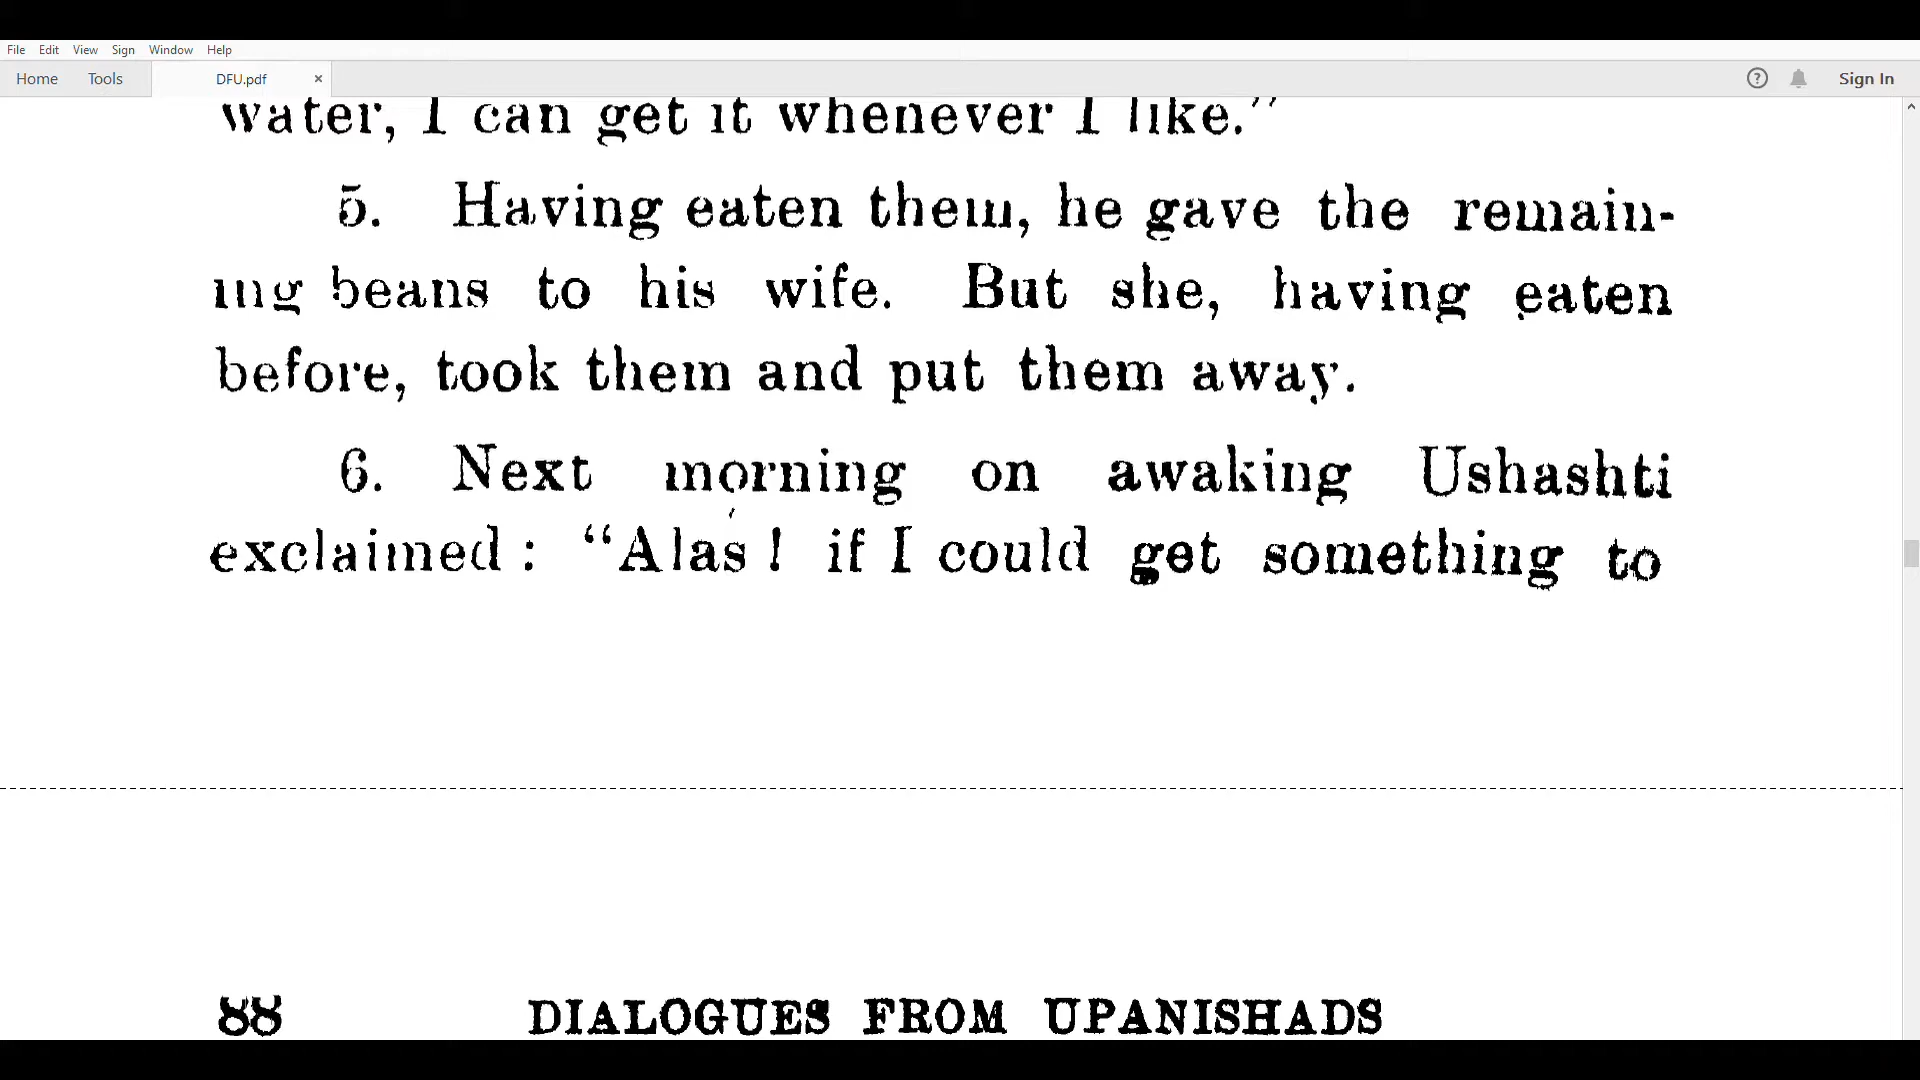 File Edit View Sign Window Help
Home Tools DFU.pdf × ? Sign In
water, I can get it whenever I like."
5. Having eaten them, he gave the remain-
ing beans to his wife. But she, having eaten
before, took them and put them away.
6. Next morning on awaking Ushashti
exclaimed : "Alas ! if I could get something to
88 DIALOGUES FROM UPANISHADS